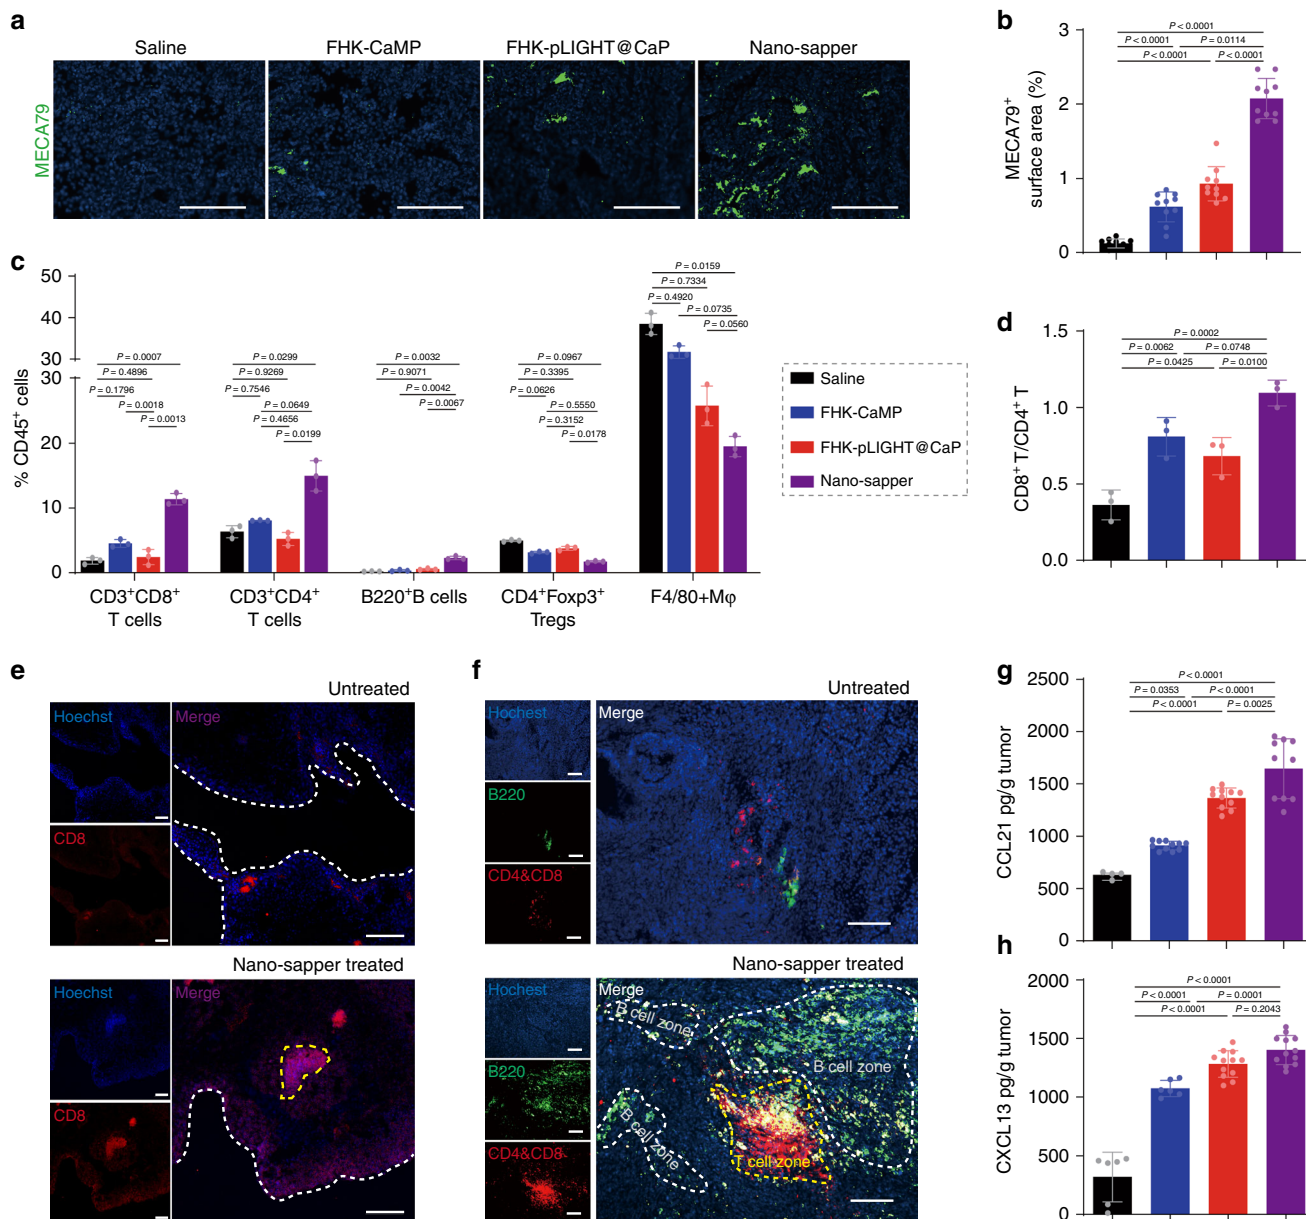 a
Saline
FHK-CaMP
FHK-pLIGHT@CaP
Nano-sapper
MECA79
b
P < 0.0001
P < 0.0001
P = 0.0114
P < 0.0001
P < 0.0001
MECA79⁺
surface area (%)
3
2
1
0
c
% CD45⁺ cells
50
40
30
30
20
10
0
P = 0.0007
P = 0.4896
P = 0.1796
P = 0.0018
P = 0.0013
P = 0.0299
P = 0.9269
P = 0.7546
P = 0.0649
P = 0.4656
P = 0.0199
P = 0.0032
P = 0.9071
P = 0.0042
P = 0.0067
P = 0.0967
P = 0.3395
P = 0.0626
P = 0.5550
P = 0.3152
P = 0.0178
P = 0.0159
P = 0.7334
P = 0.4920
P = 0.0735
P = 0.0560
CD3⁺CD8⁺
T cells
CD3⁺CD4⁺
T cells
B220⁺B cells
CD4⁺Foxp3⁺
Tregs
F4/80+Mφ
Saline
FHK-CaMP
FHK-pLIGHT@CaP
Nano-sapper
d
CD8⁺ T/CD4⁺ T
1.5
1.0
0.5
0.0
P = 0.0002
P = 0.0062
P = 0.0748
P = 0.0425
P = 0.0100
e
Untreated
Hoechst
Merge
CD8
Nano-sapper treated
Hoechst
Merge
CD8
f
Untreated
Hochest
Merge
B220
CD4&CD8
Nano-sapper treated
Hochest
Merge
B220
CD4&CD8
B cell zone
B cell zone
B cell zone
T cell zone
g
CCL21 pg/g tumor
2500
2000
1500
1000
500
0
P < 0.0001
P = 0.0353
P < 0.0001
P < 0.0001
P = 0.0025
h
CXCL13 pg/g tumor
2000
1500
1000
500
0
P < 0.0001
P < 0.0001
P = 0.0001
P < 0.0001
P = 0.2043